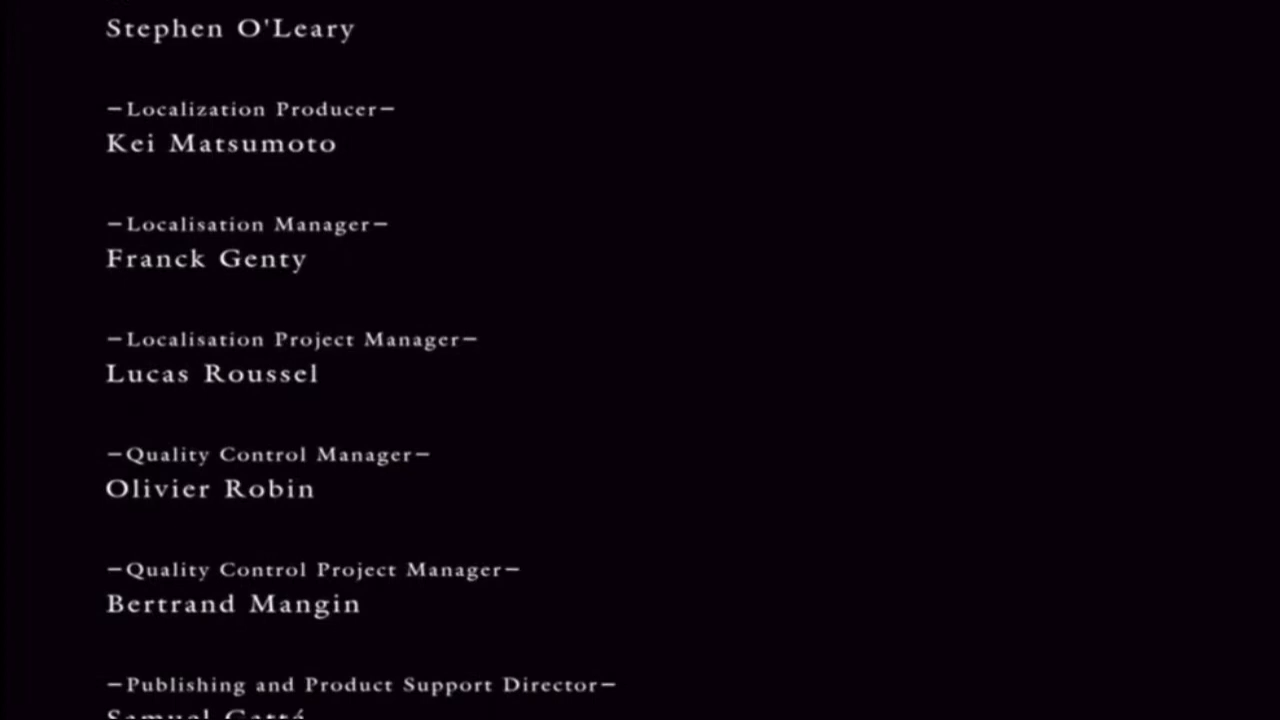 Stephen O'Leary
-Localization Producer-
Kei Matsumoto
-Localisation Manager-
Franck Genty
-Localisation Project Manager-
Lucas Roussel
-Quality Control Manager-
Olivier Robin
-Quality Control Project Manager-
Bertrand Mangin
-Publishing and Product Support Director-
Samuel